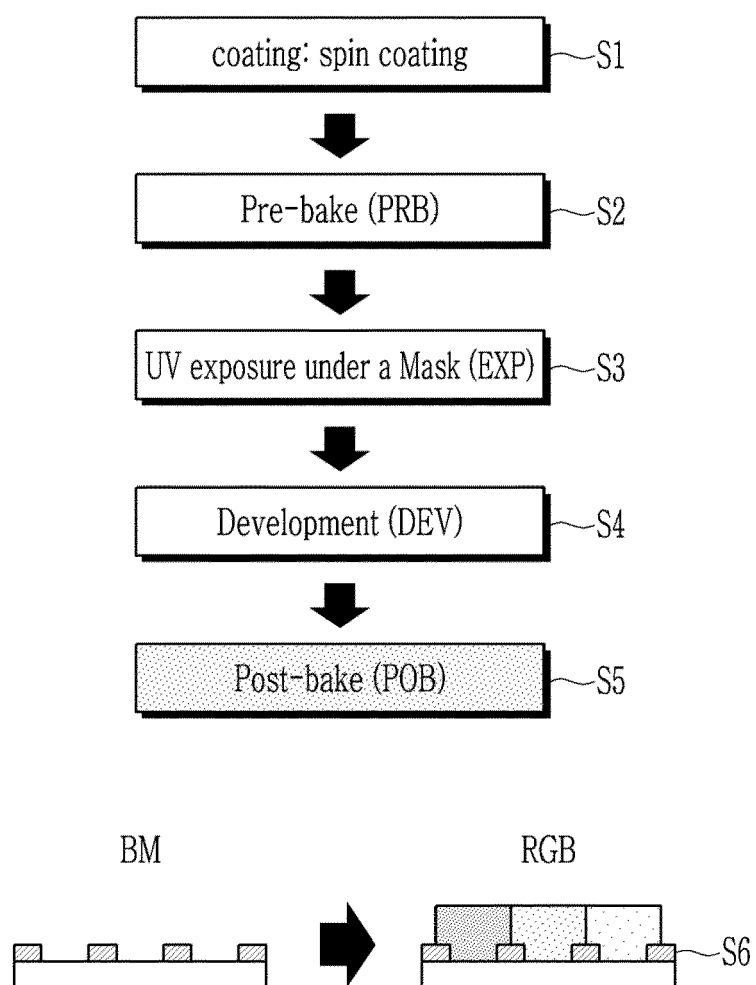 coating: spin coating S1
Pre-bake (PRB) S2
UV exposure under a Mask (EXP) S3
Development (DEV) S4
Post-bake (POB) S5
BM RGB
S6